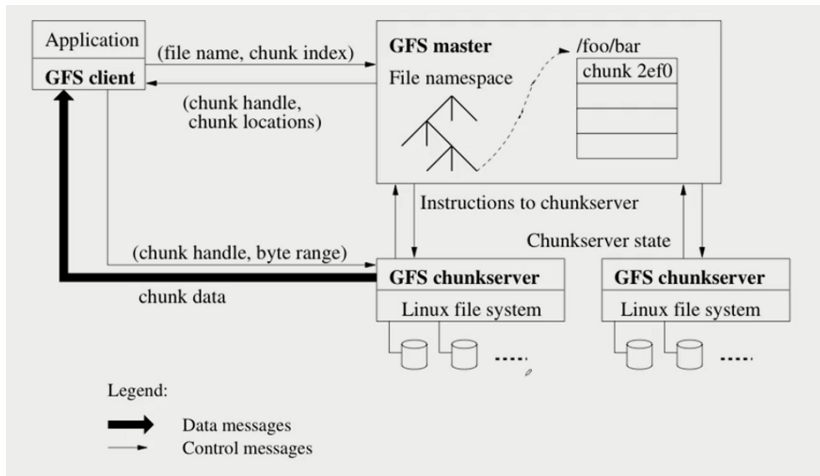 Application
GFS client
(file name, chunk index)
(chunk handle,
chunk locations)
GFS master
File namespace
/foo/bar
chunk 2ef0
Instructions to chunkserver
Chunkserver state
(chunk handle, byte range)
chunk data
GFS chunkserver
Linux file system
GFS chunkserver
Linux file system
Legend:
Data messages
Control messages